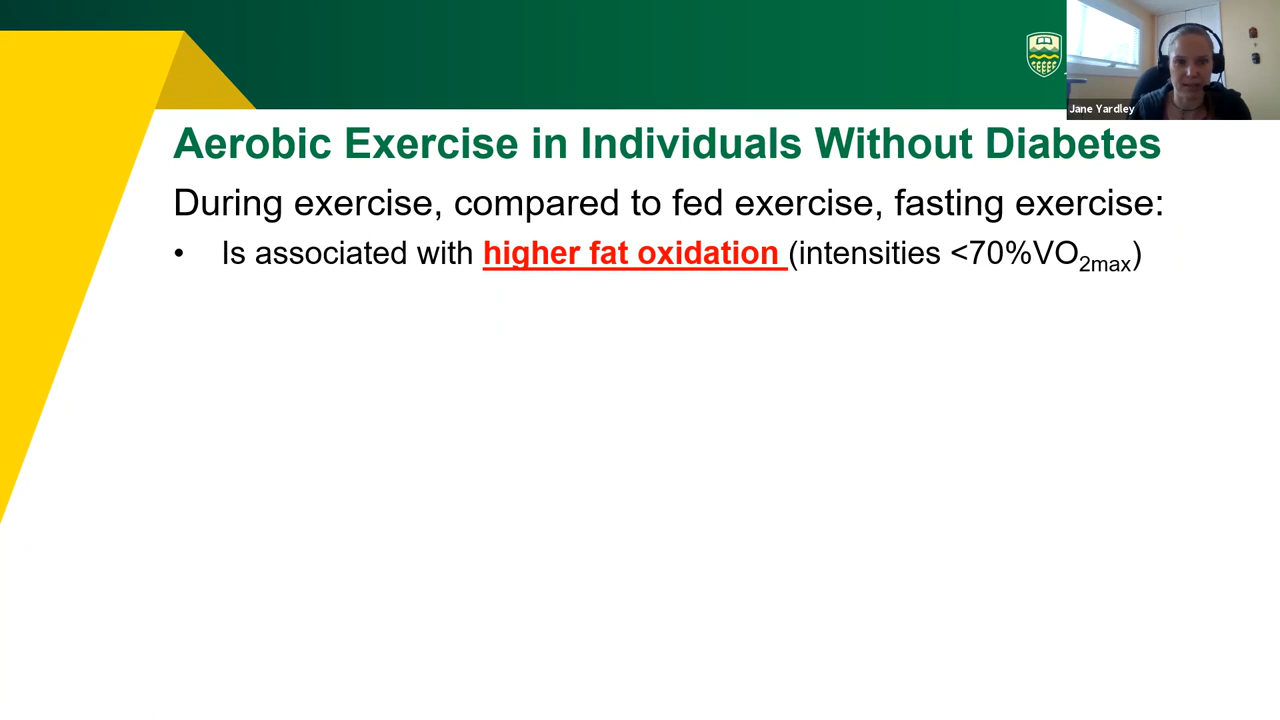 Jane Yardley
Aerobic Exercise in Individuals Without Diabetes
During exercise, compared to fed exercise, fasting exercise:
• Is associated with higher fat oxidation (intensities <70%VO2max)